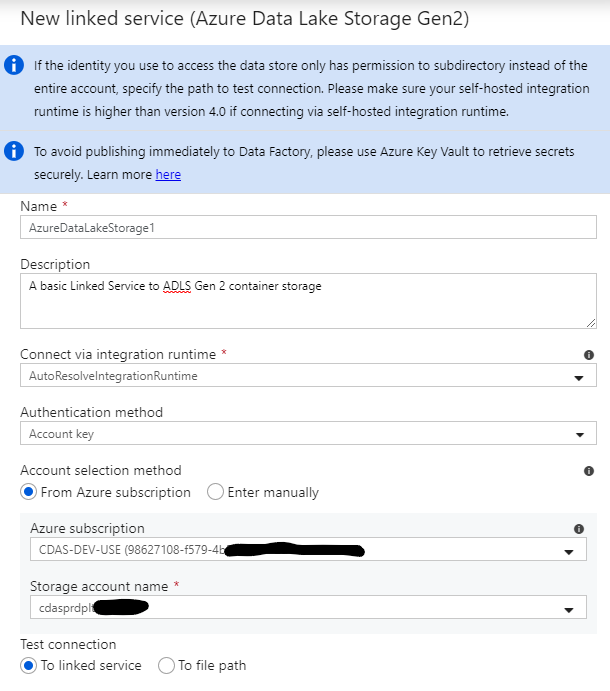 New linked service (Azure Data Lake Storage Gen2)
If the identity you use to access the data store only has permission to subdirectory instead of the
entire account, specify the path to test connection. Please make sure your self-hosted integration
runtime is higher than version 4.0 if connecting via self-hosted integration runtime.
To avoid publishing immediately to Data Factory, please use Azure Key Vault to retrieve secrets
securely. Learn more here
Name *
AzureDataLakeStorage1
Description
A basic Linked Service to ADLS Gen 2 container storage
Connect via integration runtime *
AutoResolveIntegrationRuntime
Authentication method
Account key
Account selection method
From Azure subscription Enter manually
Azure subscription
CDAS-DEV-USE (98627108-f579-4b
Storage account name *
cdasprdpl
Test connection
To linked service To file path